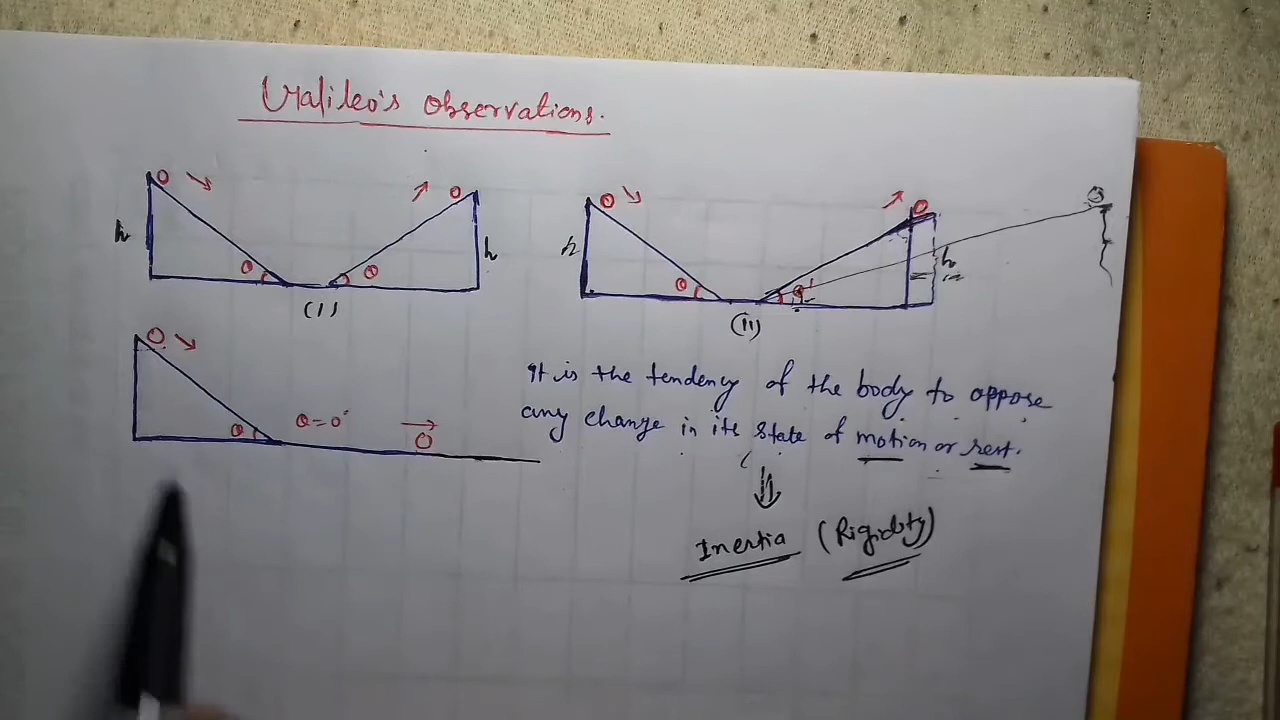 Galileo's Observations.
h
θ
θ
h
(I)
h
θ
θ'
h
(II)
θ
θ=0°
It is the tendency of the body to oppose
any change in its state of motion or rest.
Inertia (Rigidity)